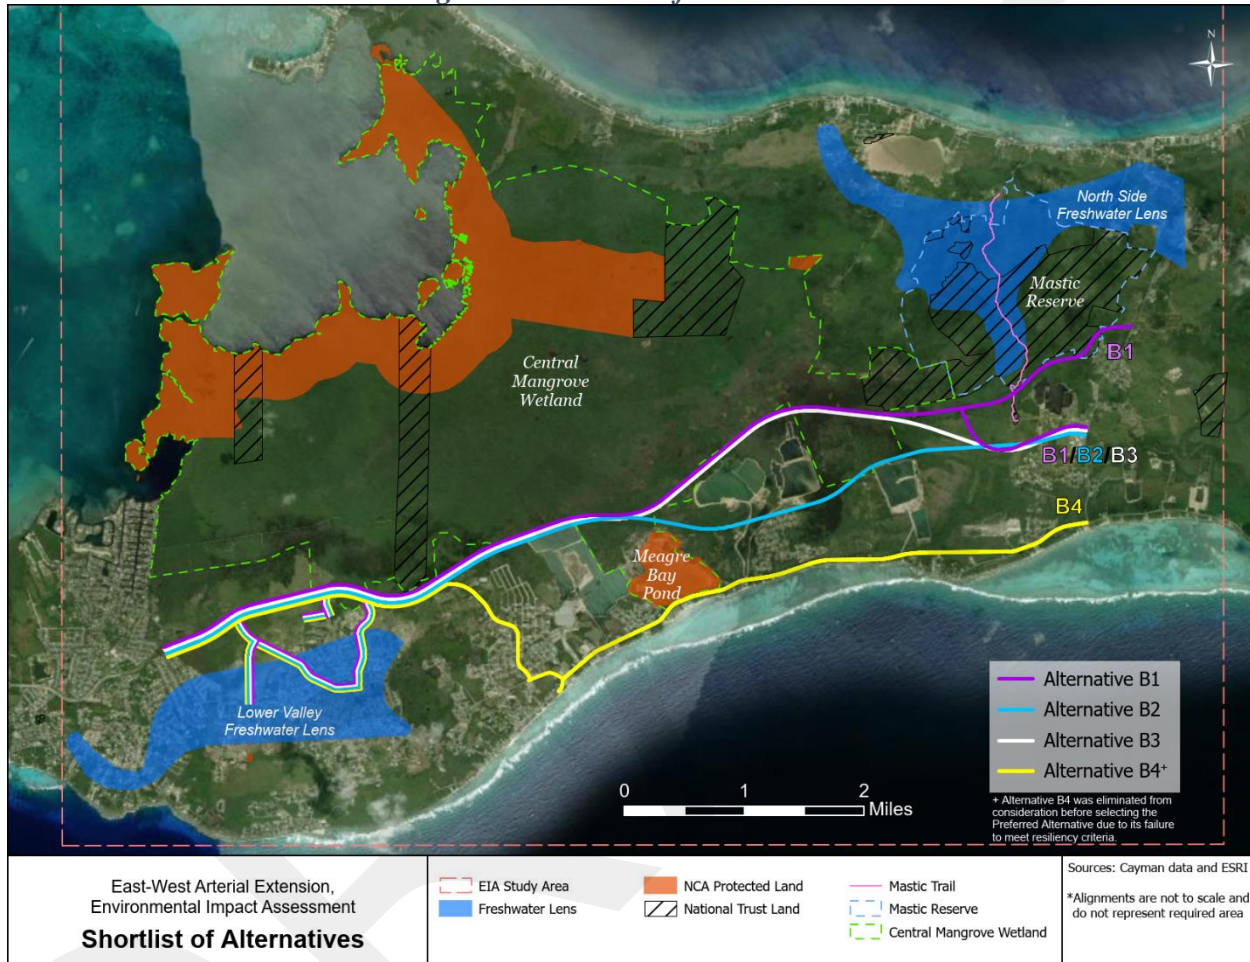 N
North Side
Freshwater Lens
Mastic
Reserve
Central
Mangrove
Wetland
B1
B1/B2/B3
B4
Meagre
Bay
Pond
Lower Valley
Freshwater Lens
Alternative B1
Alternative B2
Alternative B3
Alternative B4+
+ Alternative B4 was eliminated from
consideration before selecting the
Preferred Alternative due to its failure
to meet resiliency criteria.
0 1 2
Miles
East-West Arterial Extension,
Environmental Impact Assessment
Shortlist of Alternatives
EIA Study Area
Freshwater Lens
NCA Protected Land
National Trust Land
Mastic Trail
Mastic Reserve
Central Mangrove Wetland
Sources: Cayman data and ESRI
*Alignments are not to scale and
do not represent required area